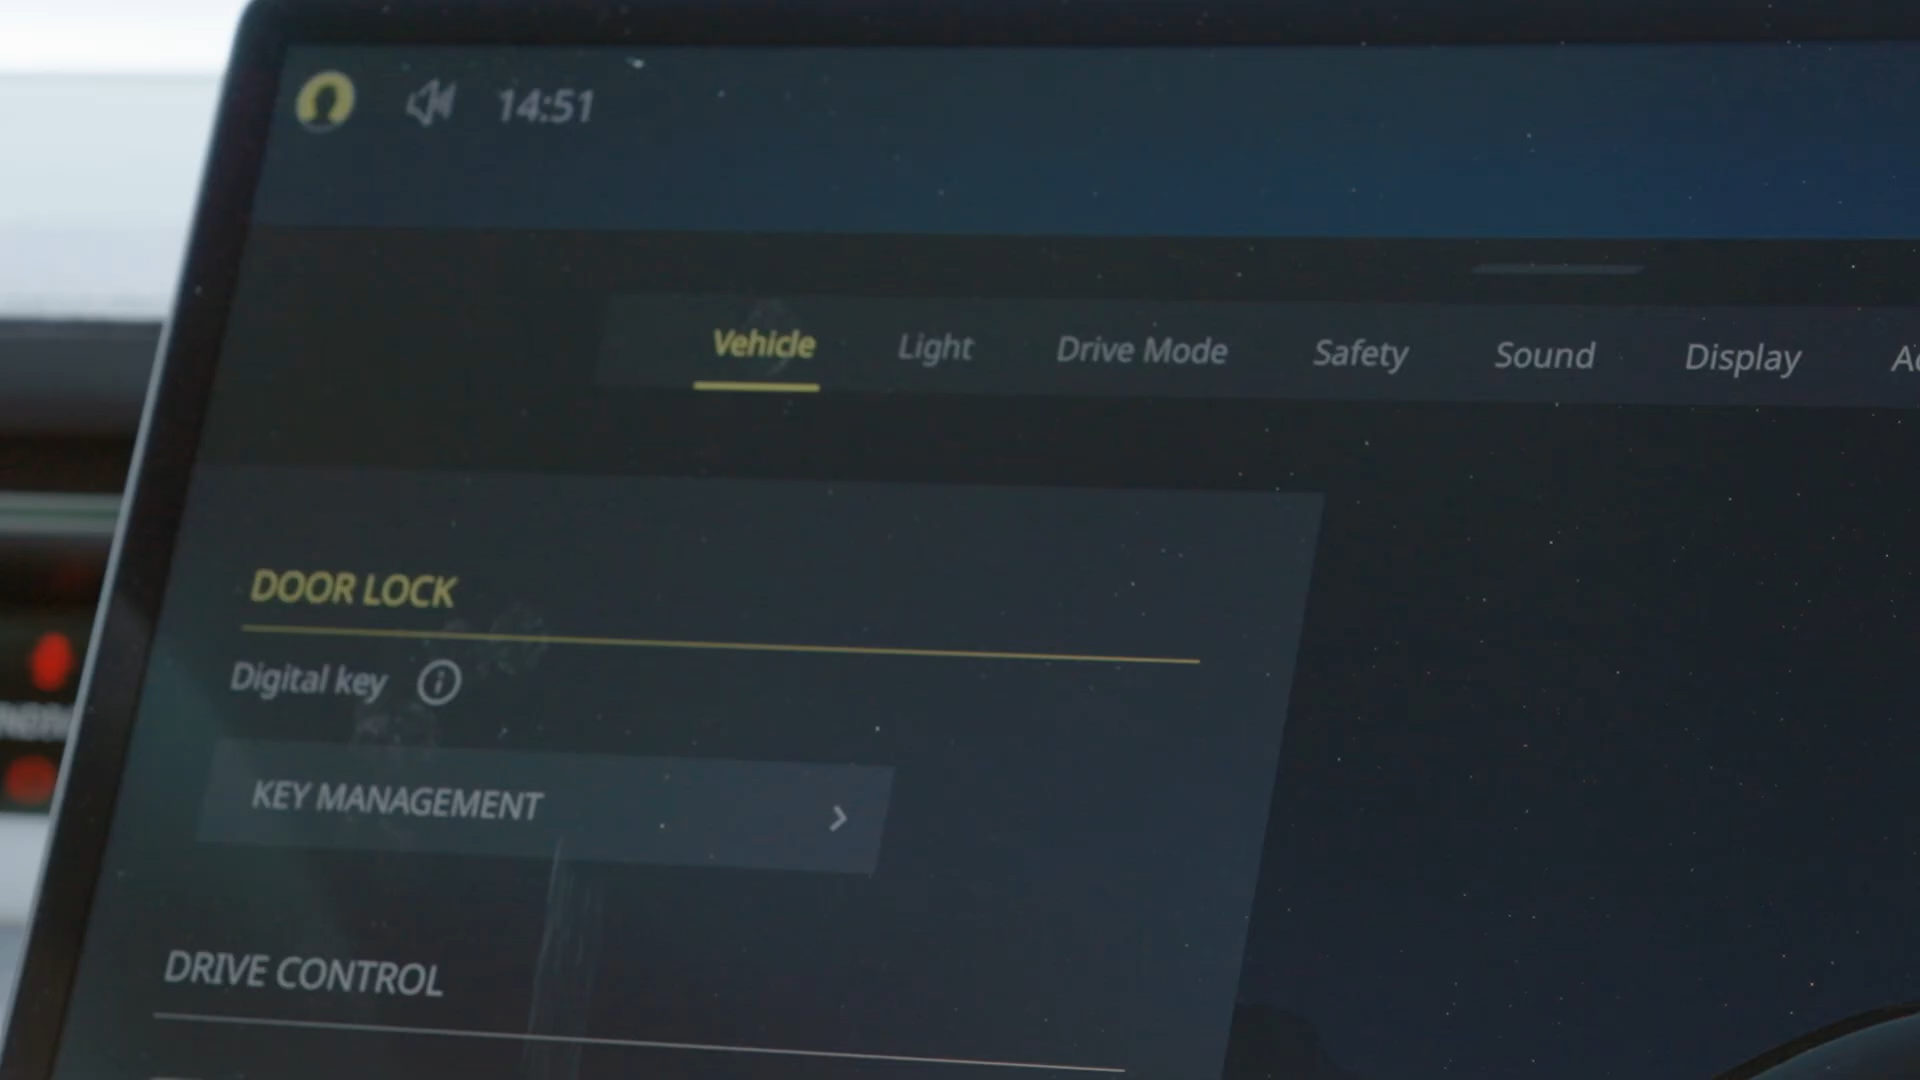 14:51
Vehicle Light Drive Mode Safety Sound Display
DOOR LOCK
Digital key
KEY MANAGEMENT
DRIVE CONTROL